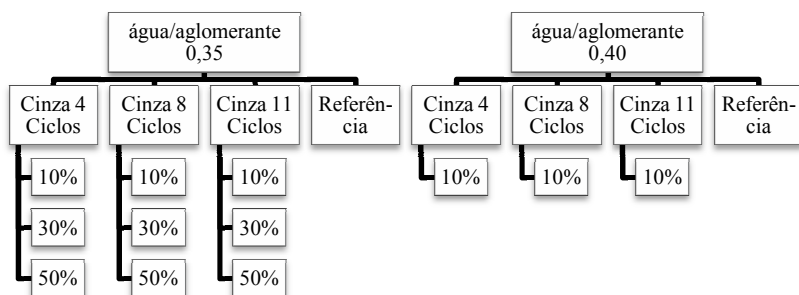 água/aglomerante
0,35
água/aglomerante
0,40
Cinza 4
Ciclos
Cinza 8
Ciclos
Cinza 11
Ciclos
Referên-
cia
Cinza 4
Ciclos
Cinza 8
Ciclos
Cinza 11
Ciclos
Referên-
cia
10%
10%
10%
10%
10%
10%
30%
30%
30%
50%
50%
50%